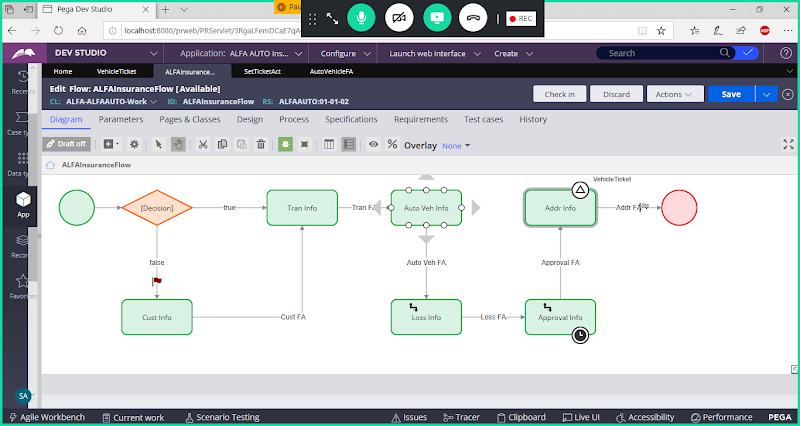 Pega Dev Studio
Pau
REC
localhost:8080/prweb/PRServlet/3RgaLFemDCaE7qA
ABP
DEV STUDIO
Application: ALFA AUTO Ins...
Configure
Launch web interface
Create
Search
Recents
Home
VehicleTicket
ALFAInsurance...
SetTicketAct
AutoVehicleFA
Edit Flow: ALFAInsuranceFlow [Available]
CL: ALFA-ALFAAUTO-Work
ID: ALFAInsuranceFlow
RS: ALFAAUTO:01-01-02
Check in
Discard
Actions
Save
Case typ
Diagram
Parameters
Pages & Classes
Design
Process
Specifications
Requirements
Test cases
History
Data type
Draft off
Overlay
None
ALFAInsuranceFlow
App
VehicleTicket
[Decision]
true
Tran Info
Tran FA
Auto Veh Info
Addr Info
Addr FA
Records
false
Auto Veh FA
Approval FA
Favorites
Cust Info
Cust FA
Loss Info
Loss FA
Approval Info
SA
Agile Workbench
Current work
Scenario Testing
Issues
Tracer
Clipboard
Live UI
Accessibility
Performance
PEGA